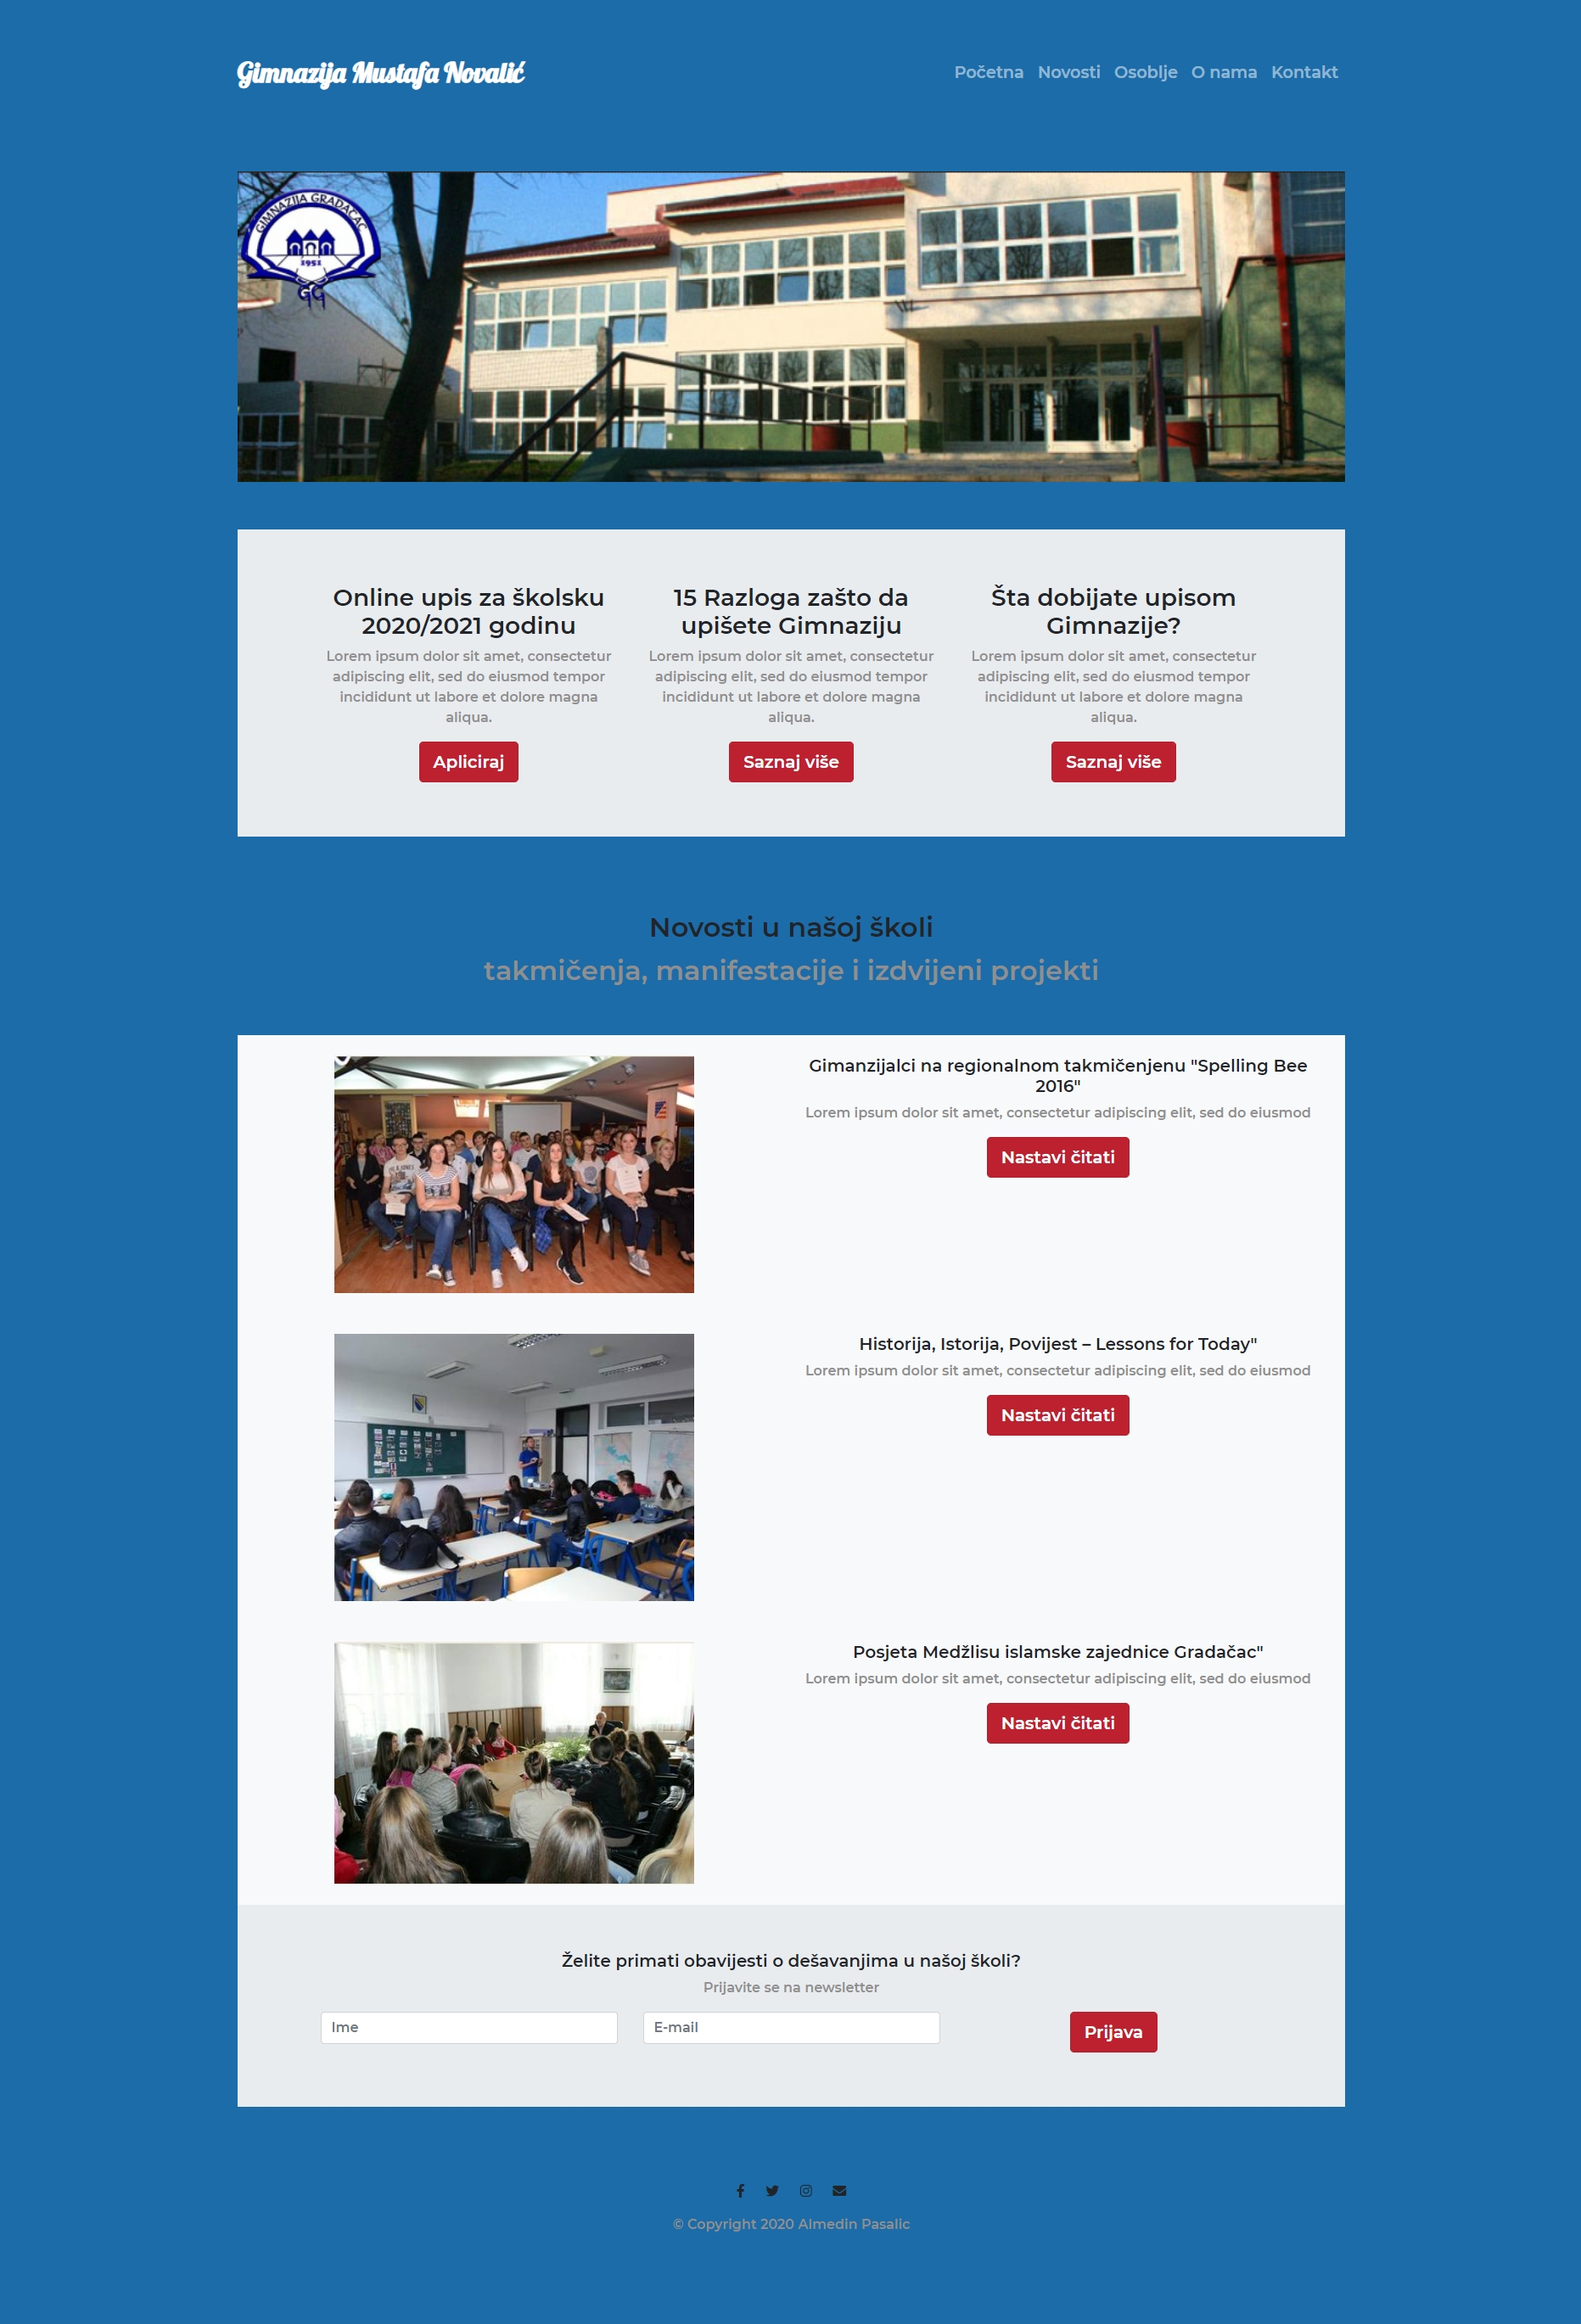 Gimnazija Mustafa Novalić
Početna Novosti Osoblje O nama Kontakt
GIMNAZIJA GRADAČAC
1951
GG
Online upis za školsku
2020/2021 godinu
Lorem ipsum dolor sit amet, consectetur
adipiscing elit, sed do eiusmod tempor
incididunt ut labore et dolore magna
aliqua.
Apliciraj
15 Razloga zašto da
upišete Gimnaziju
Lorem ipsum dolor sit amet, consectetur
adipiscing elit, sed do eiusmod tempor
incididunt ut labore et dolore magna
aliqua.
Saznaj više
Šta dobijate upisom
Gimnazije?
Lorem ipsum dolor sit amet, consectetur
adipiscing elit, sed do eiusmod tempor
incididunt ut labore et dolore magna
aliqua.
Saznaj više
Novosti u našoj školi
takmičenja, manifestacije i izdvijeni projekti
Gimanzijalci na regionalnom takmičenjenu "Spelling Bee
2016"
Lorem ipsum dolor sit amet, consectetur adipiscing elit, sed do eiusmod
Nastavi čitati
Historija, Istorija, Povijest – Lessons for Today"
Lorem ipsum dolor sit amet, consectetur adipiscing elit, sed do eiusmod
Nastavi čitati
Posjeta Medžlisu islamske zajednice Gradačac"
Lorem ipsum dolor sit amet, consectetur adipiscing elit, sed do eiusmod
Nastavi čitati
Želite primati obavijesti o dešavanjima u našoj školi?
Prijavite se na newsletter
Ime
E-mail
Prijava
© Copyright 2020 Almedin Pasalic